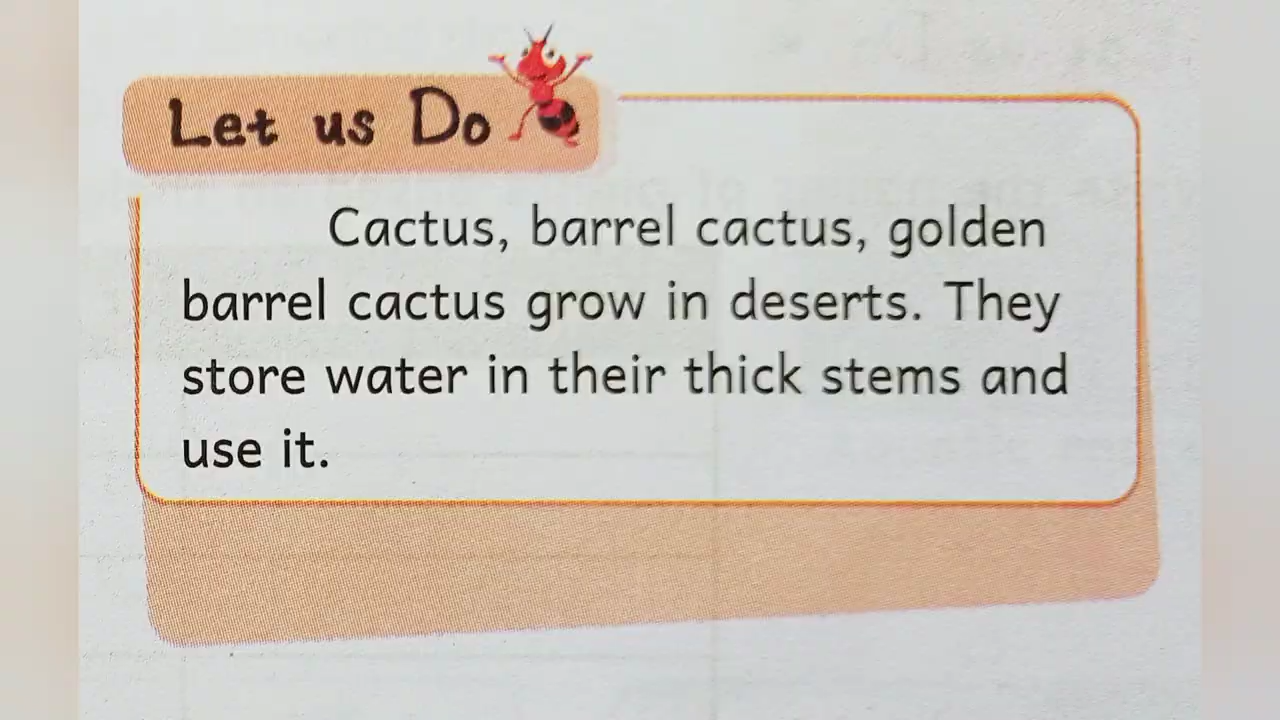 Let us Do
Cactus, barrel cactus, golden
barrel cactus grow in deserts. They
store water in their thick stems and
use it.